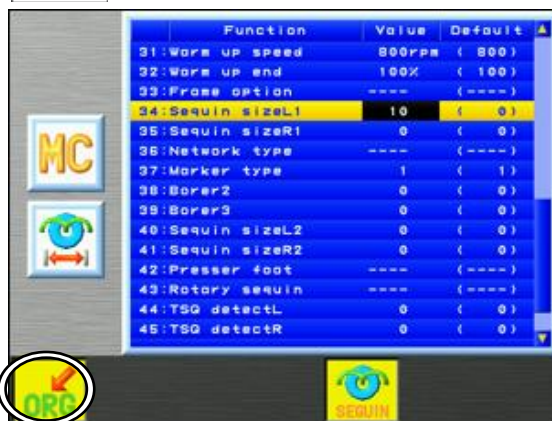 Function Value Default
31:Warm up speed 800rpm ( 800)
32:Warm up end 100% ( 100)
33:Frame option ---- (----)
34:Sequin sizeL1 10 ( 0)
35:Sequin sizeR1 0 ( 0)
36:Network type ---- (----)
37:Marker type 1 ( 1)
38:Borer2 0 ( 0)
39:Borer3 0 ( 0)
40:Sequin sizeL2 0 ( 0)
41:Sequin sizeR2 0 ( 0)
42:Presser foot ---- (----)
43:Rotary sequin ---- (----)
44:TSQ detectL 0 ( 0)
45:TSQ detectR 0 ( 0)
MC
ORG
SEQUIN